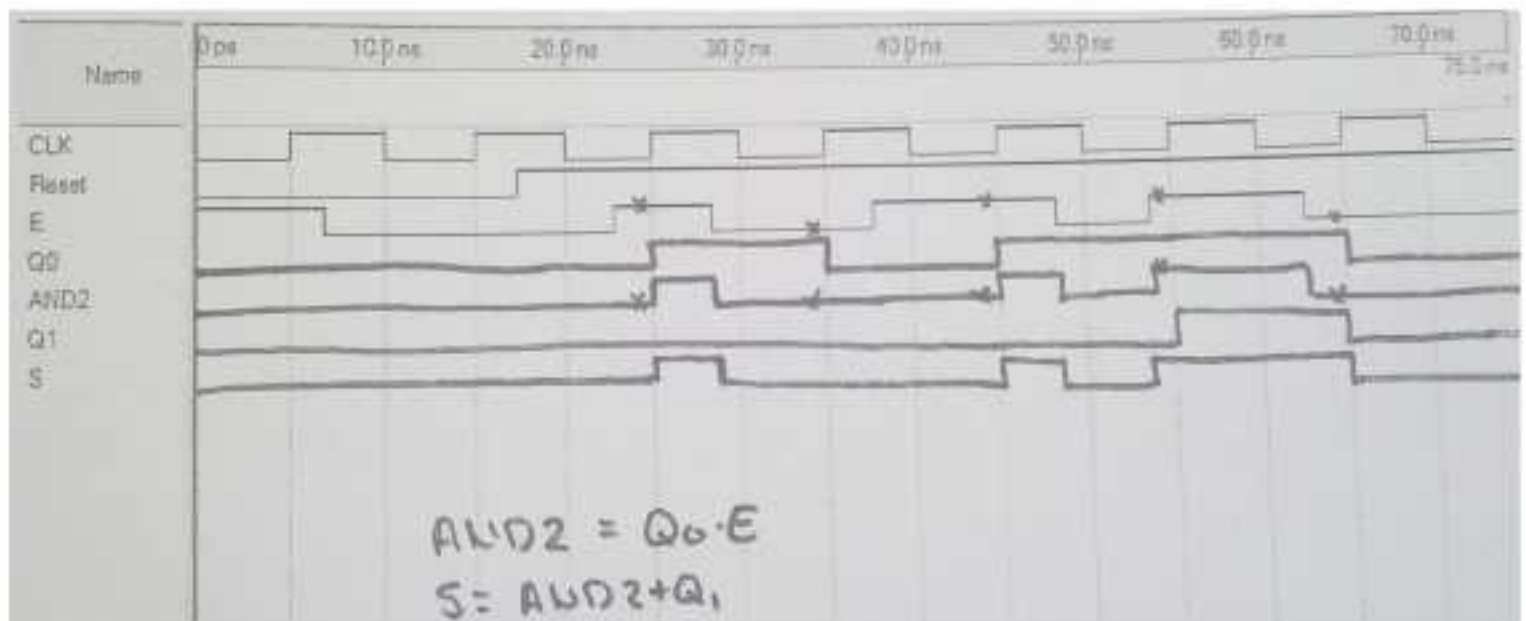 0 ps 10.0 ns 20.0 ns 30.0 ns 40.0 ns 50.0 ns 60.0 ns 70.0 ns
Name
75.0 ns
CLK
Reset
E
Q0
AND2
Q1
S
AND2 = Q0·E
S= AND2+Q1